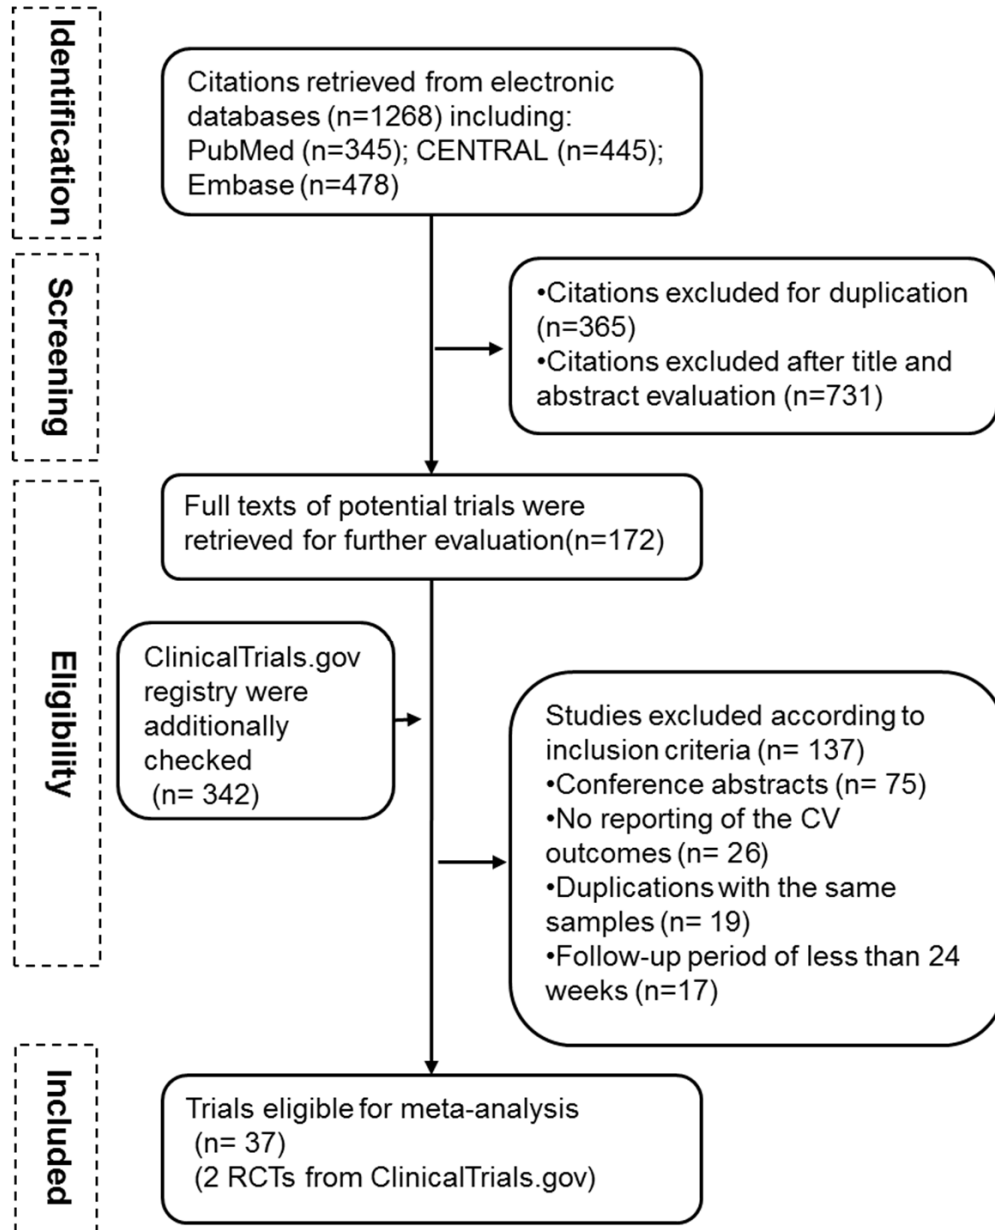 Identification
Citations retrieved from electronic
databases (n=1268) including:
PubMed (n=345); CENTRAL (n=445);
Embase (n=478)
Screening
•Citations excluded for duplication
(n=365)
•Citations excluded after title and
abstract evaluation (n=731)
Eligibility
Full texts of potential trials were
retrieved for further evaluation(n=172)
ClinicalTrials.gov
registry were
additionally
checked
(n= 342)
Studies excluded according to
inclusion criteria (n= 137)
•Conference abstracts (n= 75)
•No reporting of the CV
outcomes (n= 26)
•Duplications with the same
samples (n= 19)
•Follow-up period of less than 24
weeks (n=17)
Included
Trials eligible for meta-analysis
(n= 37)
(2 RCTs from ClinicalTrials.gov)